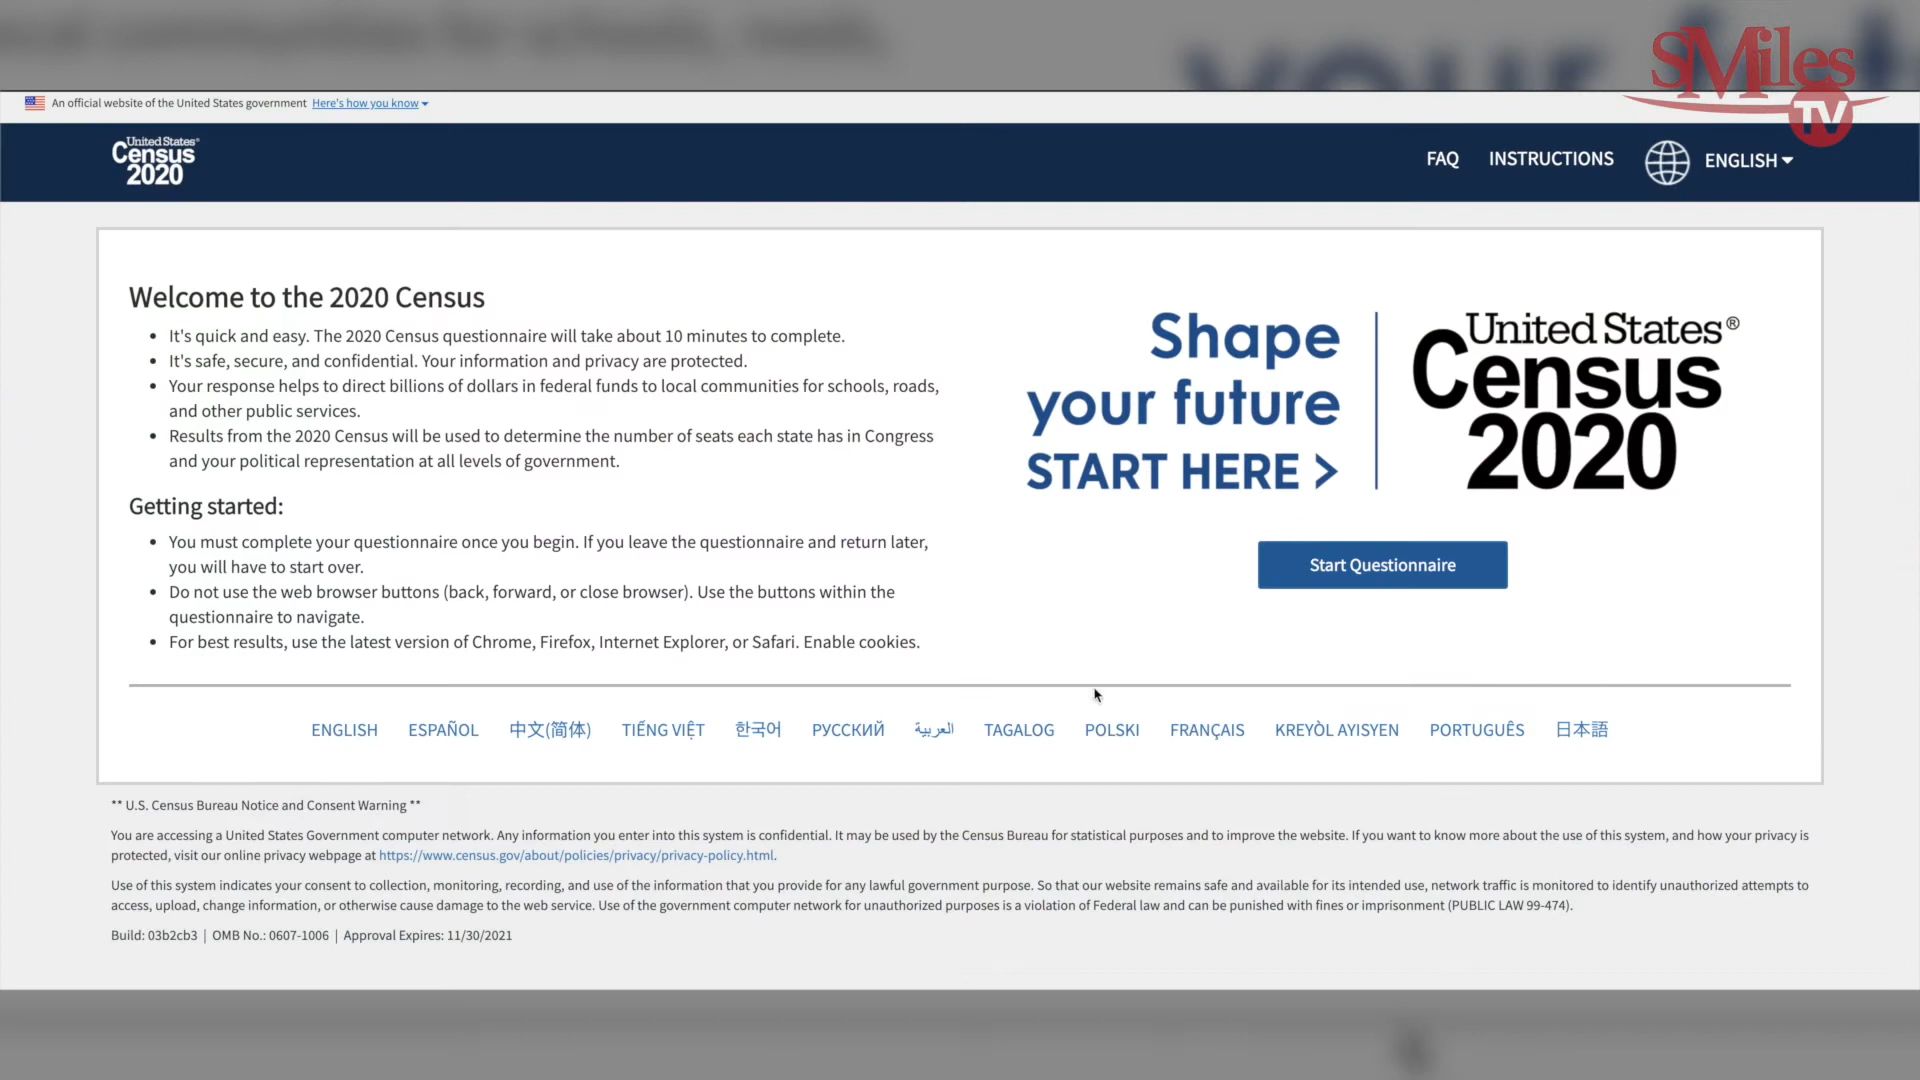 SMiles
TV
An official website of the United States government Here's how you know
United States®
Census
2020
FAQ INSTRUCTIONS ENGLISH
Welcome to the 2020 Census
• It's quick and easy. The 2020 Census questionnaire will take about 10 minutes to complete.
• It's safe, secure, and confidential. Your information and privacy are protected.
• Your response helps to direct billions of dollars in federal funds to local communities for schools, roads,
and other public services.
• Results from the 2020 Census will be used to determine the number of seats each state has in Congress
and your political representation at all levels of government.
Getting started:
• You must complete your questionnaire once you begin. If you leave the questionnaire and return later,
you will have to start over.
• Do not use the web browser buttons (back, forward, or close browser). Use the buttons within the
questionnaire to navigate.
• For best results, use the latest version of Chrome, Firefox, Internet Explorer, or Safari. Enable cookies.
Shape
your future
START HERE >
United States®
Census
2020
Start Questionnaire
ENGLISH ESPAÑOL 中文(简体) TIẾNG VIỆT 한국어 РУССКИЙ العربية TAGALOG POLSKI FRANÇAIS KREYÒL AYISYEN PORTUGUÊS 日本語
** U.S. Census Bureau Notice and Consent Warning **
You are accessing a United States Government computer network. Any information you enter into this system is confidential. It may be used by the Census Bureau for statistical purposes and to improve the website. If you want to know more about the use of this system, and how your privacy is
protected, visit our online privacy webpage at https://www.census.gov/about/policies/privacy/privacy-policy.html.
Use of this system indicates your consent to collection, monitoring, recording, and use of the information that you provide for any lawful government purpose. So that our website remains safe and available for its intended use, network traffic is monitored to identify unauthorized attempts to
access, upload, change information, or otherwise cause damage to the web service. Use of the government computer network for unauthorized purposes is a violation of Federal law and can be punished with fines or imprisonment (PUBLIC LAW 99-474).
Build: 03b2cb3 | OMB No.: 0607-1006 | Approval Expires: 11/30/2021